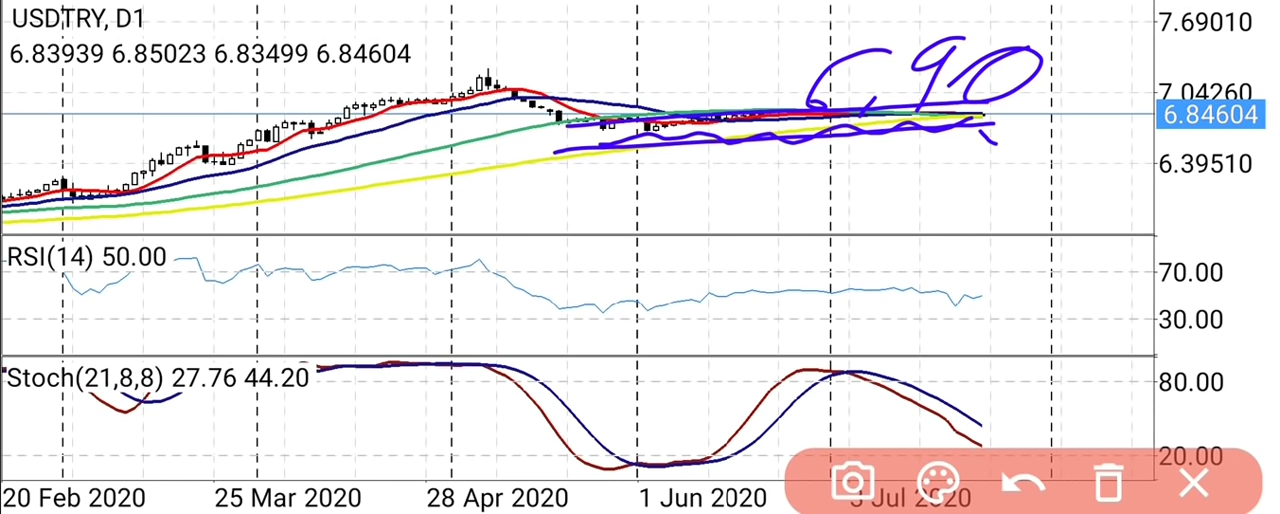 USDTRY, D1
6.83939 6.85023 6.83499 6.84604
7.69010
6,90
7.04260
6.84604
6.39510
RSI(14) 50.00
70.00
30.00
Stoch(21,8,8) 27.76 44.20
80.00
20.00
20 Feb 2020 25 Mar 2020 28 Apr 2020 1 Jun 2020 3 Jul 2020